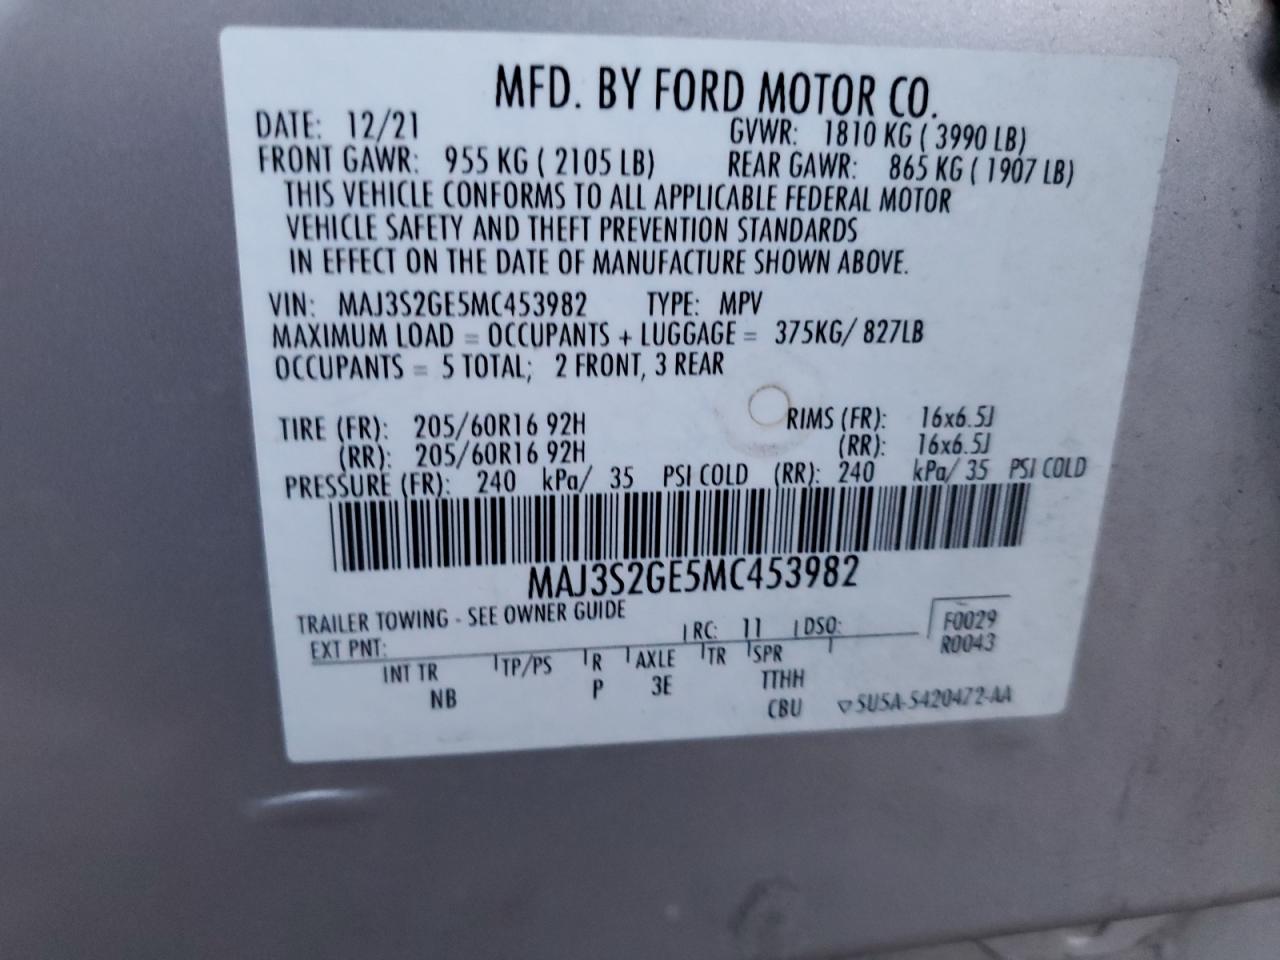 MFD. BY FORD MOTOR CO.
DATE: 12/21 GVWR: 1810 KG ( 3990 LB)
FRONT GAWR: 955 KG ( 2105 LB) REAR GAWR: 865 KG ( 1907 LB)
THIS VEHICLE CONFORMS TO ALL APPLICABLE FEDERAL MOTOR
VEHICLE SAFETY AND THEFT PREVENTION STANDARDS
IN EFFECT ON THE DATE OF MANUFACTURE SHOWN ABOVE.
VIN: MAJ3S2GE5MC453982 TYPE: MPV
MAXIMUM LOAD = OCCUPANTS + LUGGAGE = 375KG/ 827LB
OCCUPANTS = 5 TOTAL; 2 FRONT, 3 REAR
TIRE (FR): 205/60R16 92H RIMS (FR): 16x6.5J
(RR): 205/60R16 92H (RR): 16x6.5J
PRESSURE (FR): 240 kPa/ 35 PSI COLD (RR): 240 kPa/ 35 PSI COLD
MAJ3S2GE5MC453982
TRAILER TOWING - SEE OWNER GUIDE
EXT PNT: RC: 11 DSO: F0029
R0043
INT TR TP/PS R AXLE TR SPR
NB P 3E TTHH
CBU ▽5U5A-5420472-AA